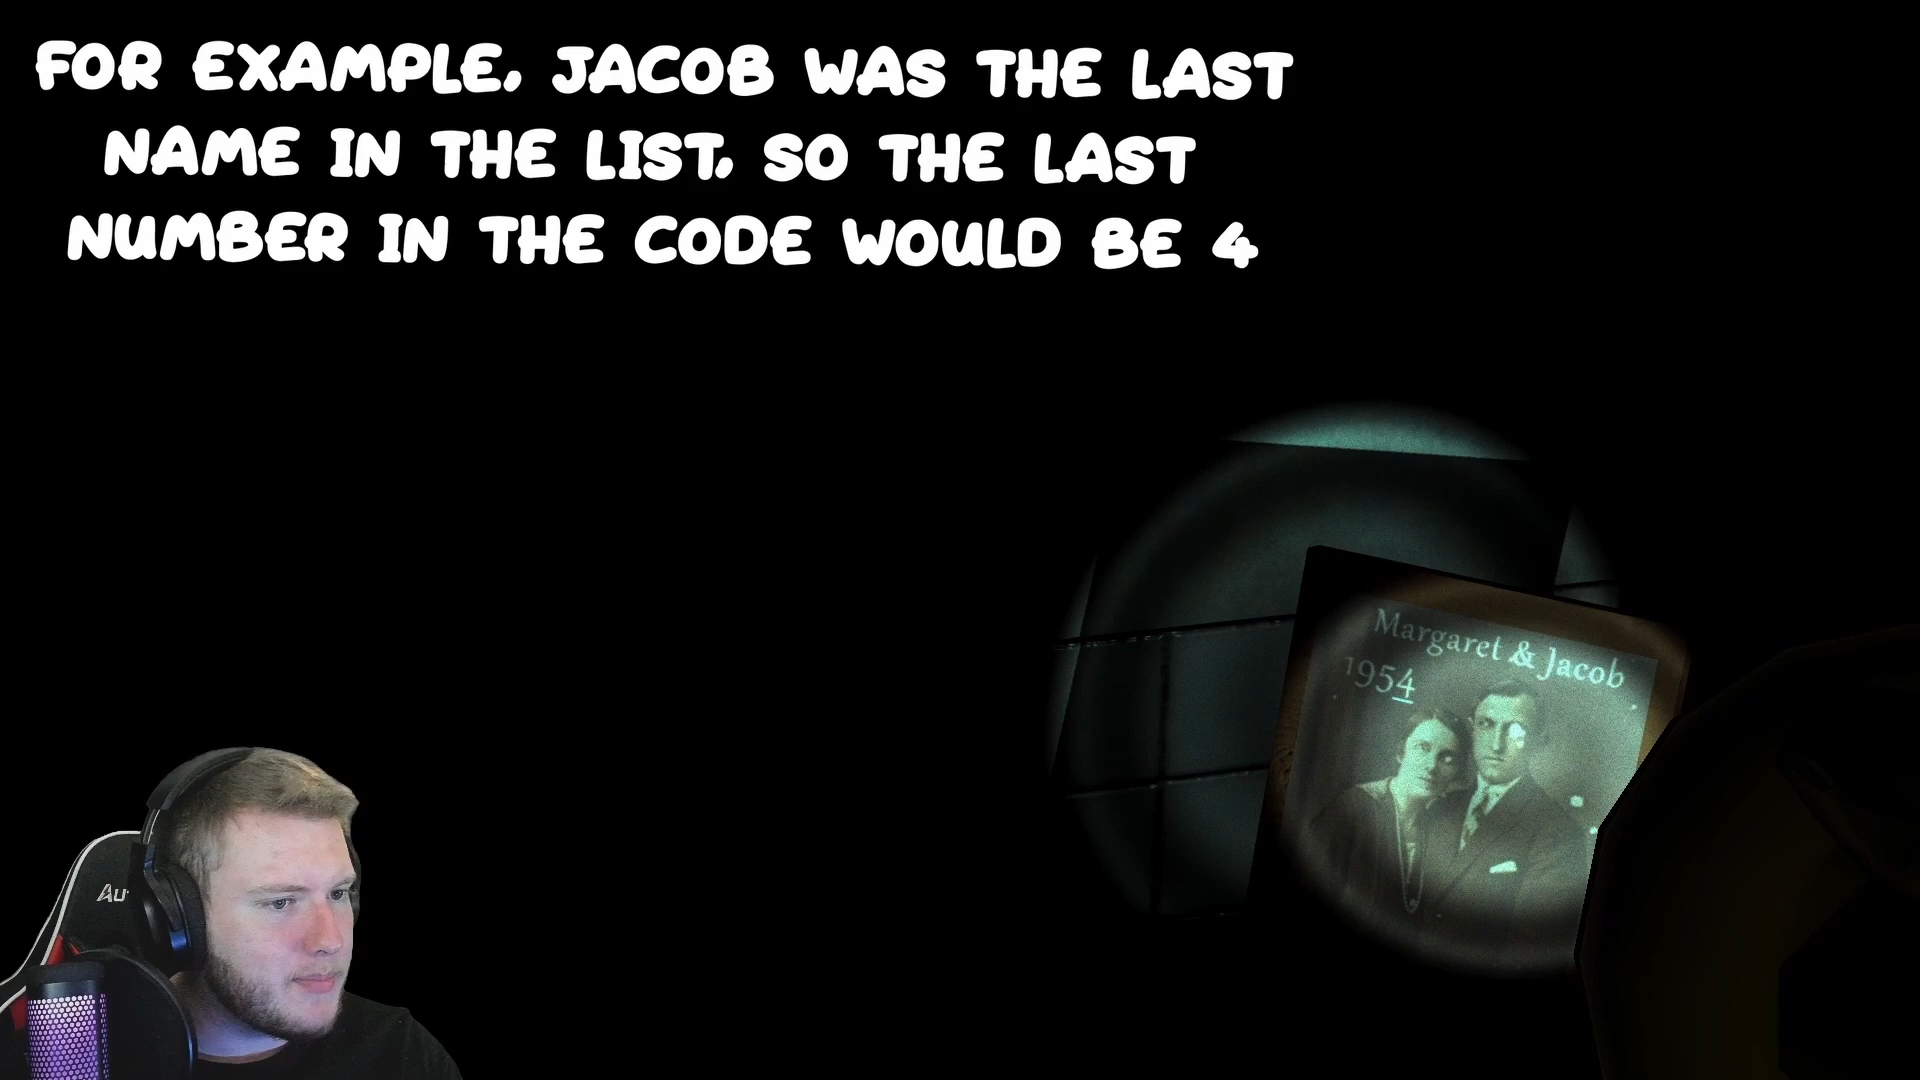 FOR EXAMPLE, JACOB WAS THE LAST
NAME IN THE LIST, SO THE LAST
NUMBER IN THE CODE WOULD BE 4
Margaret & Jacob
1954